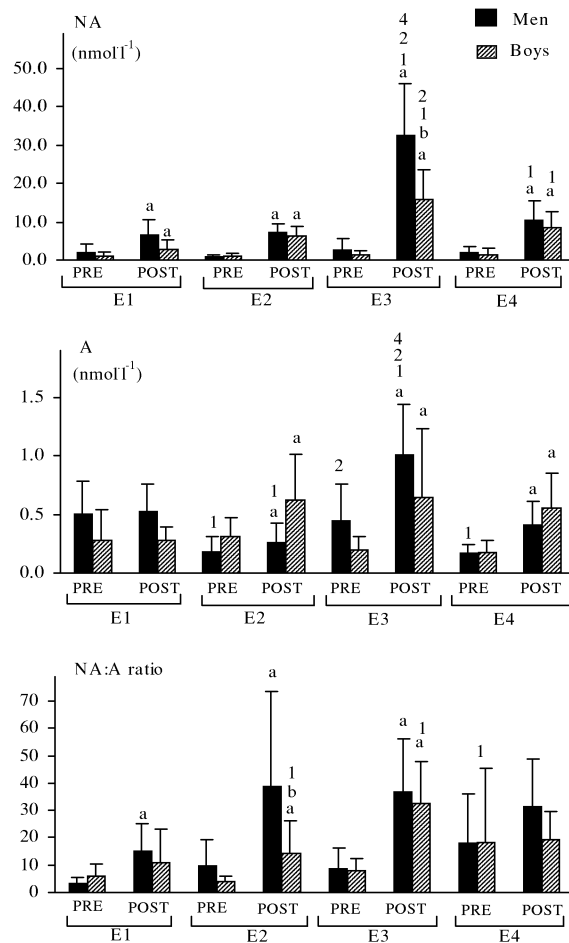 NA
(nmol l⁻¹)
Men
Boys
50.0
40.0
30.0
20.0
10.0
0.0
a
a
a
a
4
2
1
a
2
1
b
a
1
a
1
a
PRE POST PRE POST PRE POST PRE POST
E1 E2 E3 E4
A
(nmol l⁻¹)
1.5
1.0
0.5
0.0
1
1
a
a
2
4
2
1
a
a
1
a
a
PRE POST PRE POST PRE POST PRE POST
E1 E2 E3 E4
NA:A ratio
70
60
50
40
30
20
10
0
a
a
1
b
a
a
1
a
1
PRE POST PRE POST PRE POST PRE POST
E1 E2 E3 E4